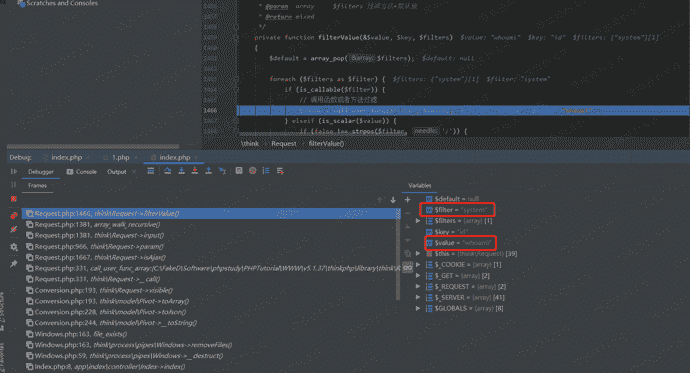 Scratches and Consoles
* @param array $filters 过滤方法+默认值
* @return mixed
*/
private function filterValue(&$value, $key, $filters) $value: "whoami" $key: "id" $filters: {"system"}[1]
{
$default = array_pop($filters); $default: null
foreach ($filters as $filter) { $filters: {"system"}[1] $filter: "system"
if (is_callable($filter)) {
// 调用函数或者方法过滤
1466
} elseif (is_scalar($value)) {
if (false !== strpos($filter, '/')) {
\think
Request
filterValue()
Debug:
index.php
1.php
index.php
Debugger
Console
Output
Frames
Variables
Request.php:1466, think\Request->filterValue()
Request.php:1381, array_walk_recursive()
Request.php:1381, think\Request->input()
Request.php:966, think\Request->param()
Request.php:1667, think\Request->isAjax()
Request.php:331, call_user_func_array:{C:\FakeD\Software\phpstudy\PHPTutorial\WWW\v5.1.37\thinkphp\library\think\
Request.php:331, think\Request->__call()
Conversion.php:193, think\Request->visible()
Conversion.php:193, think\model\Pivot->toArray()
Conversion.php:228, think\model\Pivot->toJson()
Conversion.php:244, think\model\Pivot->__toString()
Windows.php:163, file_exists()
Windows.php:163, think\process\pipes\Windows->removeFiles()
Windows.php:59, think\process\pipes\Windows->__destruct()
Index.php:8, app\index\controller\Index->index()
$default = null
$filter = "system"
$filters = {array} [1]
$key = "id"
$value = "whoami"
$this = {think\Request} [39]
$_COOKIE = {array} [1]
$_GET = {array} [2]
$_REQUEST = {array} [2]
$_SERVER = {array} [41]
$GLOBALS = {array} [8]
Structure
Favorites